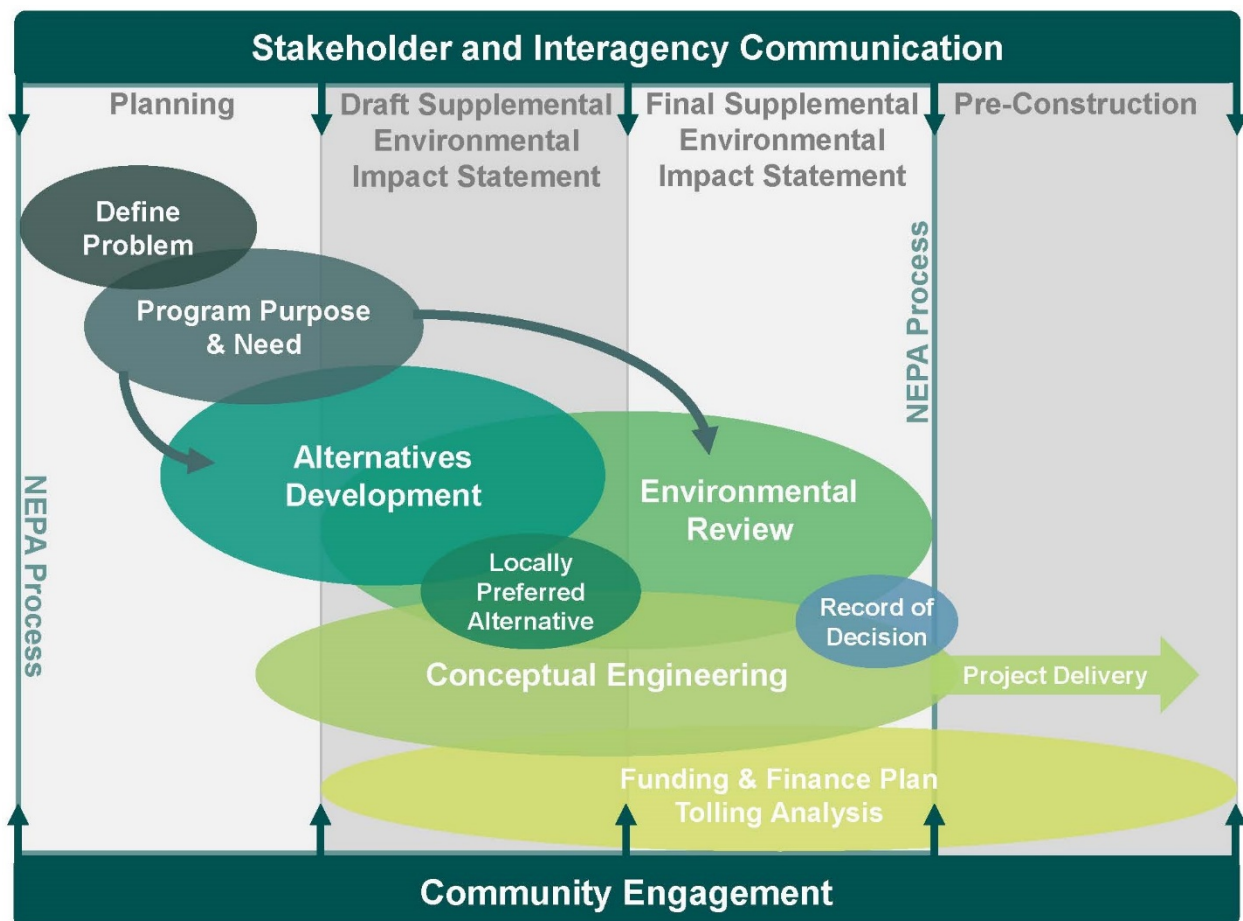 Stakeholder and Interagency Communication
Planning
Draft Supplemental
Environmental
Impact Statement
Final Supplemental
Environmental
Impact Statement
Pre-Construction
Define
Problem
Program Purpose
& Need
NEPA Process
Alternatives
Development
Environmental
Review
NEPA Process
Locally
Preferred
Alternative
Record of
Decision
Conceptual Engineering
Project Delivery
Funding & Finance Plan
Tolling Analysis
Community Engagement